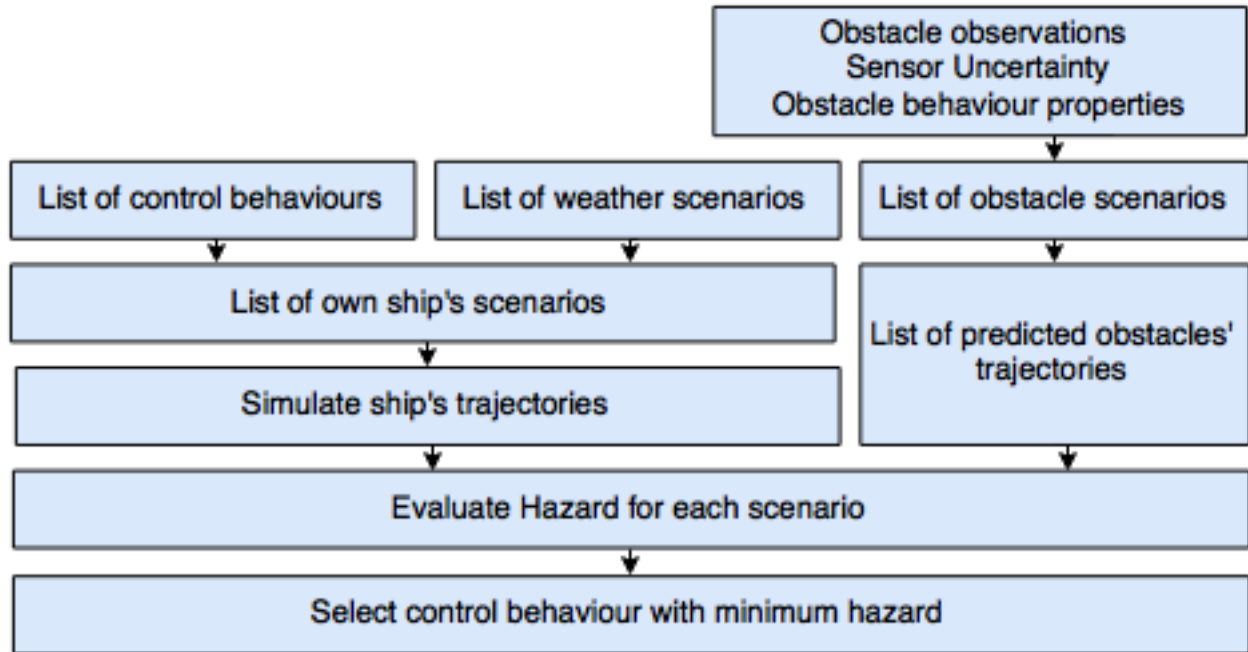 Obstacle observations
Sensor Uncertainty
Obstacle behaviour properties
List of control behaviours
List of weather scenarios
List of obstacle scenarios
List of own ship's scenarios
List of predicted obstacles'
trajectories
Simulate ship's trajectories
Evaluate Hazard for each scenario
Select control behaviour with minimum hazard